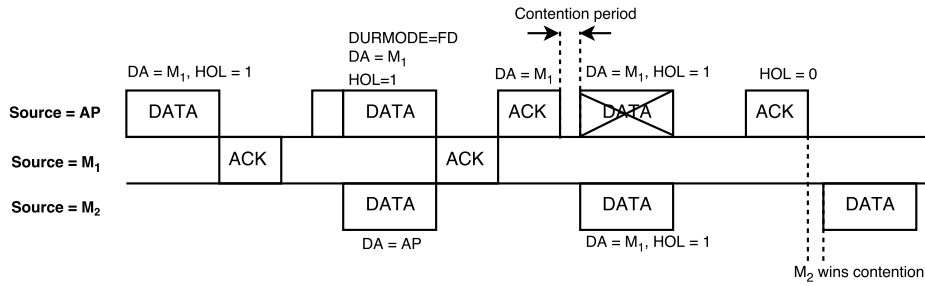 Contention period
DURMODE=FD
DA = M1
HOL=1
DA = M1, HOL = 1
DA = M1
DA = M1, HOL = 1
HOL = 0
Source = AP
DATA
DATA
ACK
DATA
ACK
Source = M1
ACK
ACK
Source = M2
DATA
DATA
DATA
DA = AP
DA = M1, HOL = 1
M2 wins contention